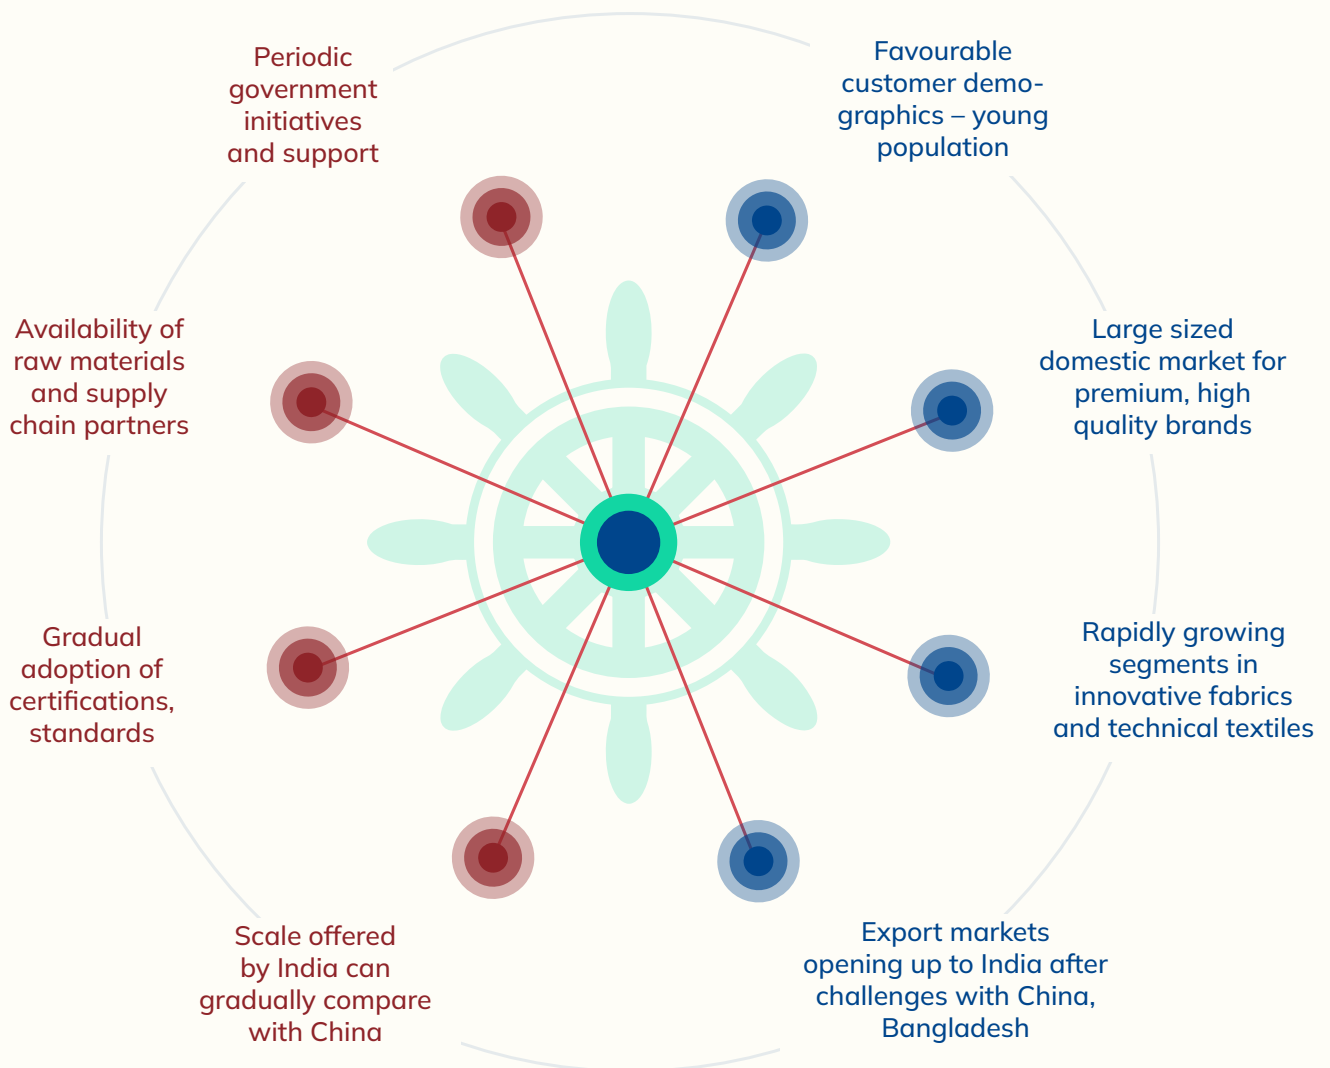 Periodic
government
initiatives
and support
Favourable
customer demo-
graphics – young
population
Availability of
raw materials
and supply
chain partners
Large sized
domestic market for
premium, high
quality brands
Gradual
adoption of
certifications,
standards
Rapidly growing
segments in
innovative fabrics
and technical textiles
Scale offered
by India can
gradually compare
with China
Export markets
opening up to India after
challenges with China,
Bangladesh